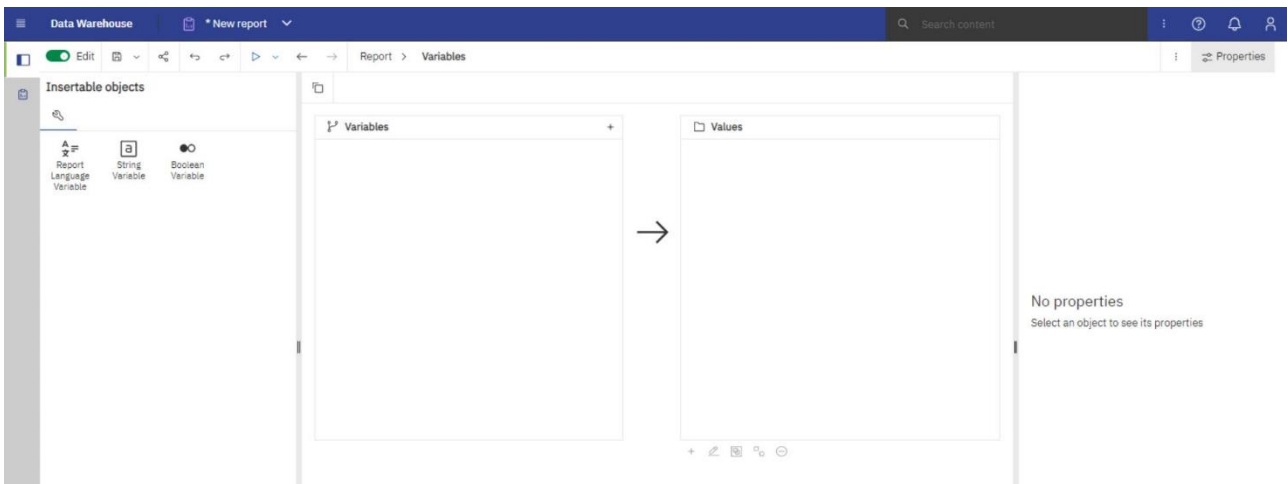 Data Warehouse
* New report
Search content
Edit
Report > Variables
Properties
Insertable objects
Report
Language
Variable
String
Variable
Boolean
Variable
Variables
Values
No properties
Select an object to see its properties